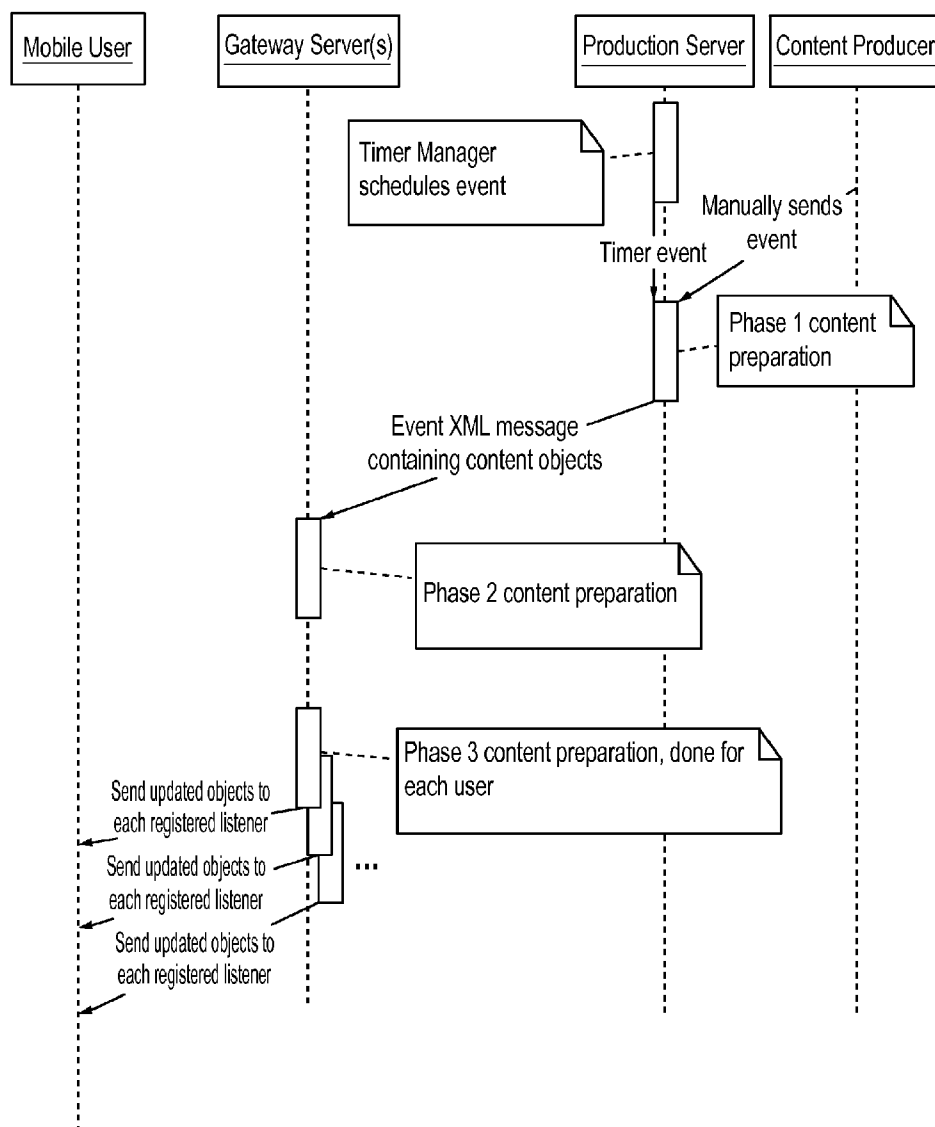 Mobile User
Gateway Server(s)
Production Server
Content Producer
Timer Manager
schedules event
Manually sends
event
Timer event
Phase 1 content
preparation
Event XML message
containing content objects
Phase 2 content preparation
Phase 3 content preparation, done for
each user
Send updated objects to
each registered listener
Send updated objects to
each registered listener
...
Send updated objects to
each registered listener